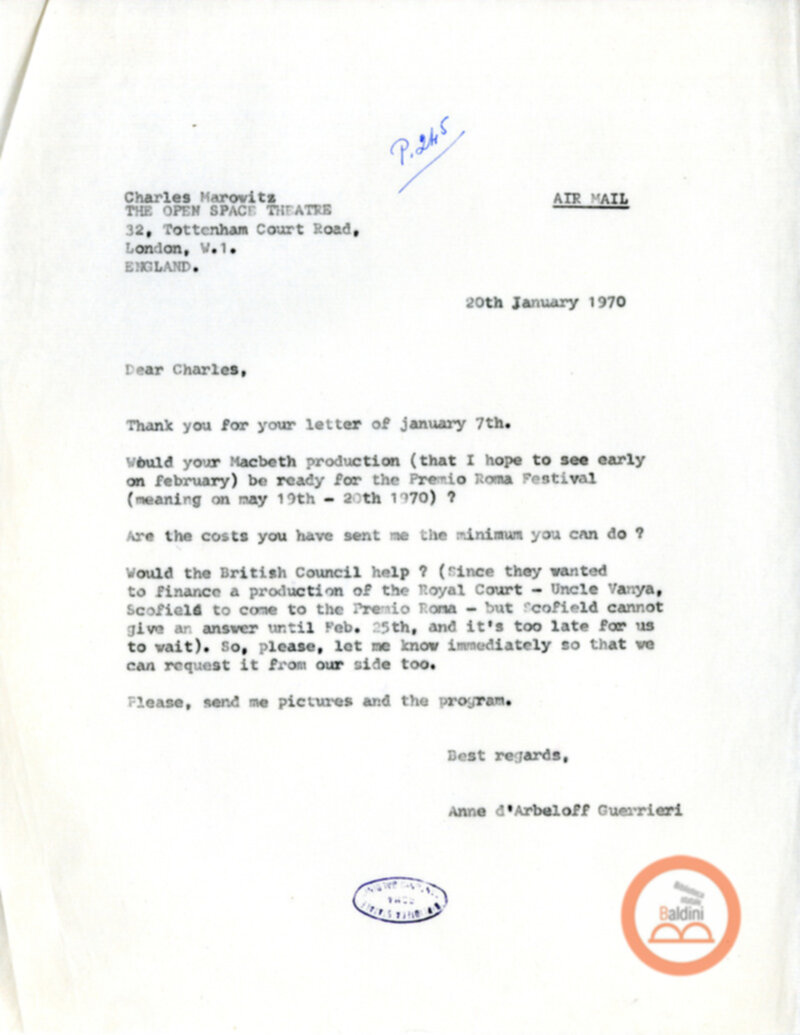 P.245
Charles Marowitz
AIR MAIL
THE OPEN SPACE THEATRE
32, Tottenham Court Road,
London, W.1.
ENGLAND.
20th January 1970
Dear Charles,
Thank you for your letter of january 7th.
Would your Macbeth production (that I hope to see early
on february) be ready for the Premio Roma Festival
(meaning on may 19th - 20th 1970) ?
Are the costs you have sent me the minimum you can do ?
Would the British Council help ? (Since they wanted
to finance a production of the Royal Court - Uncle Vanya,
Scofield to come to the Premio Roma - but Scofield cannot
give an answer until Feb. 25th, and it's too late for us
to wait). So, please, let me know immediately so that we
can request it from our side too.
Please, send me pictures and the program.
Best regards,
Anne d'Arbeloff Guerrieri
ROMA
Biblioteca
statale
Baldini